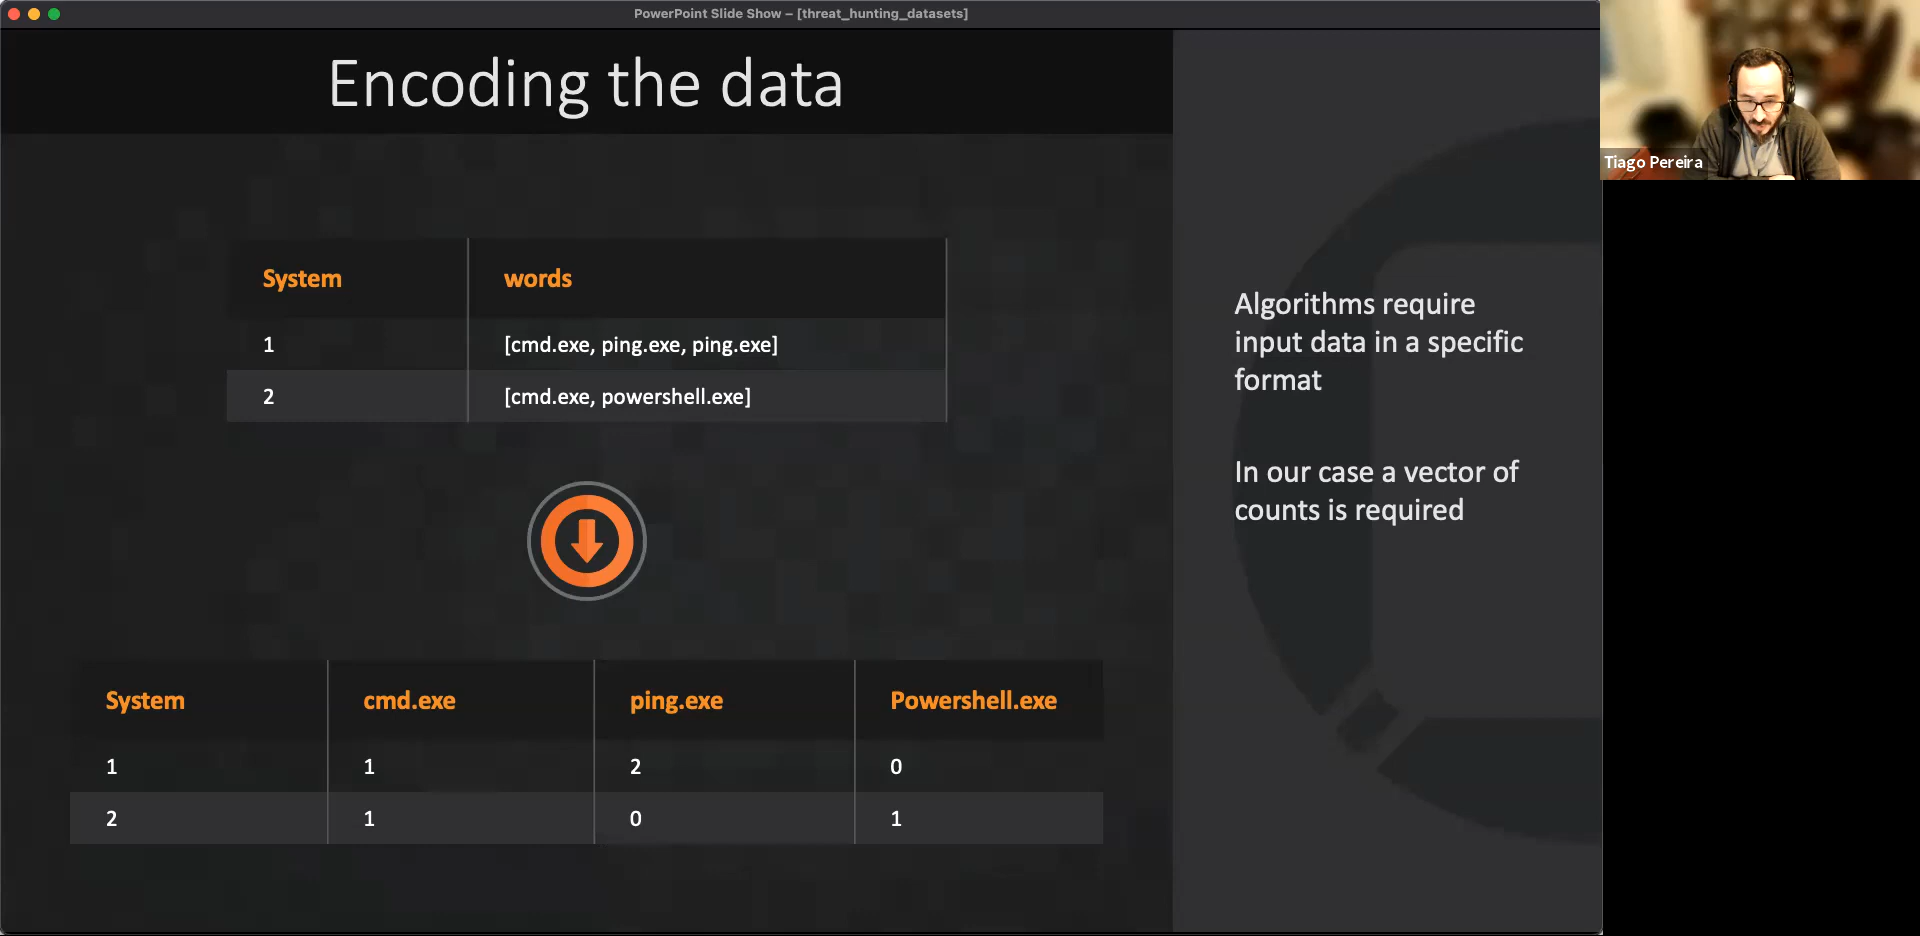 PowerPoint Slide Show – [threat_hunting_datasets]
Encoding the data
System words
1 [cmd.exe, ping.exe, ping.exe]
2 [cmd.exe, powershell.exe]
System cmd.exe ping.exe Powershell.exe
1 1 2 0
2 1 0 1
Algorithms require
input data in a specific
format
In our case a vector of
counts is required
Tiago Pereira